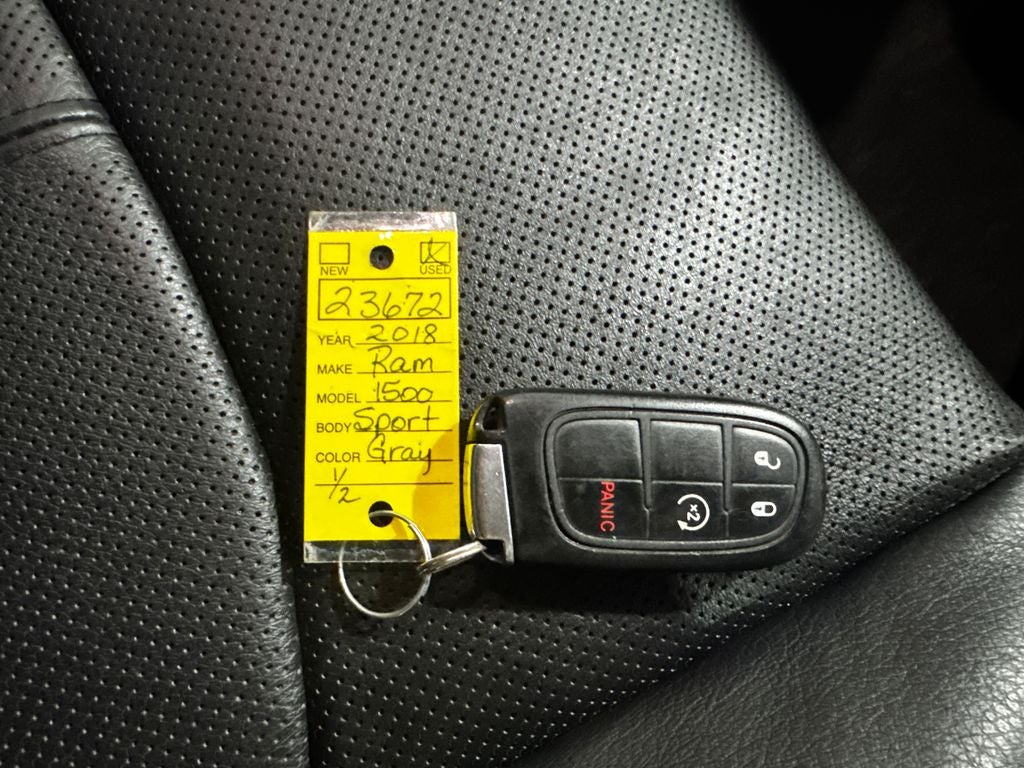 NEW USED
23672
YEAR 2018
MAKE Ram
MODEL 1500
BODY Sport
COLOR Gray
1/2
PANIC
x2